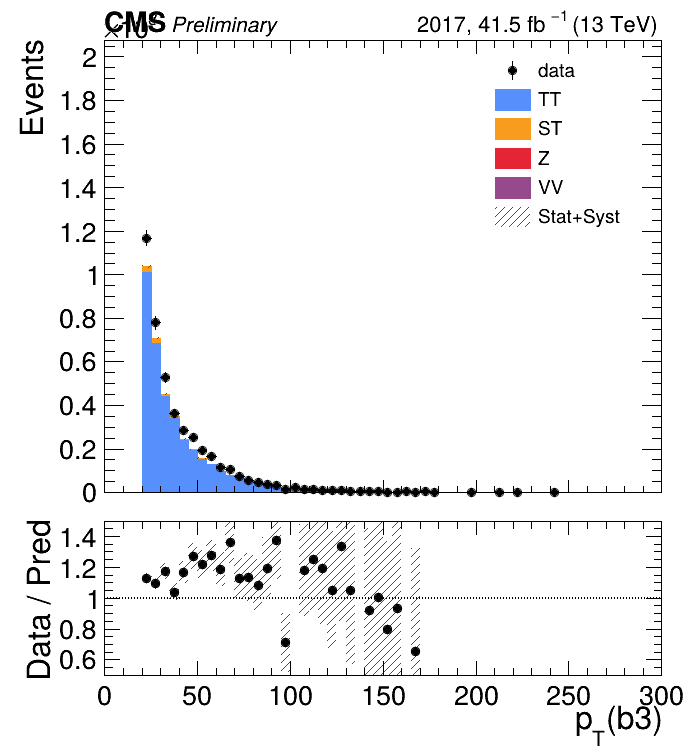 CMS Preliminary 2017, 41.5 fb⁻¹ (13 TeV)
Events
2
1.8
1.6
1.4
1.2
1
0.8
0.6
0.4
0.2
0
data
TT
ST
Z
VV
Stat+Syst
Data / Pred
1.4
1.2
1
0.8
0.6
0 50 100 150 200 250 300
p_T(b3)